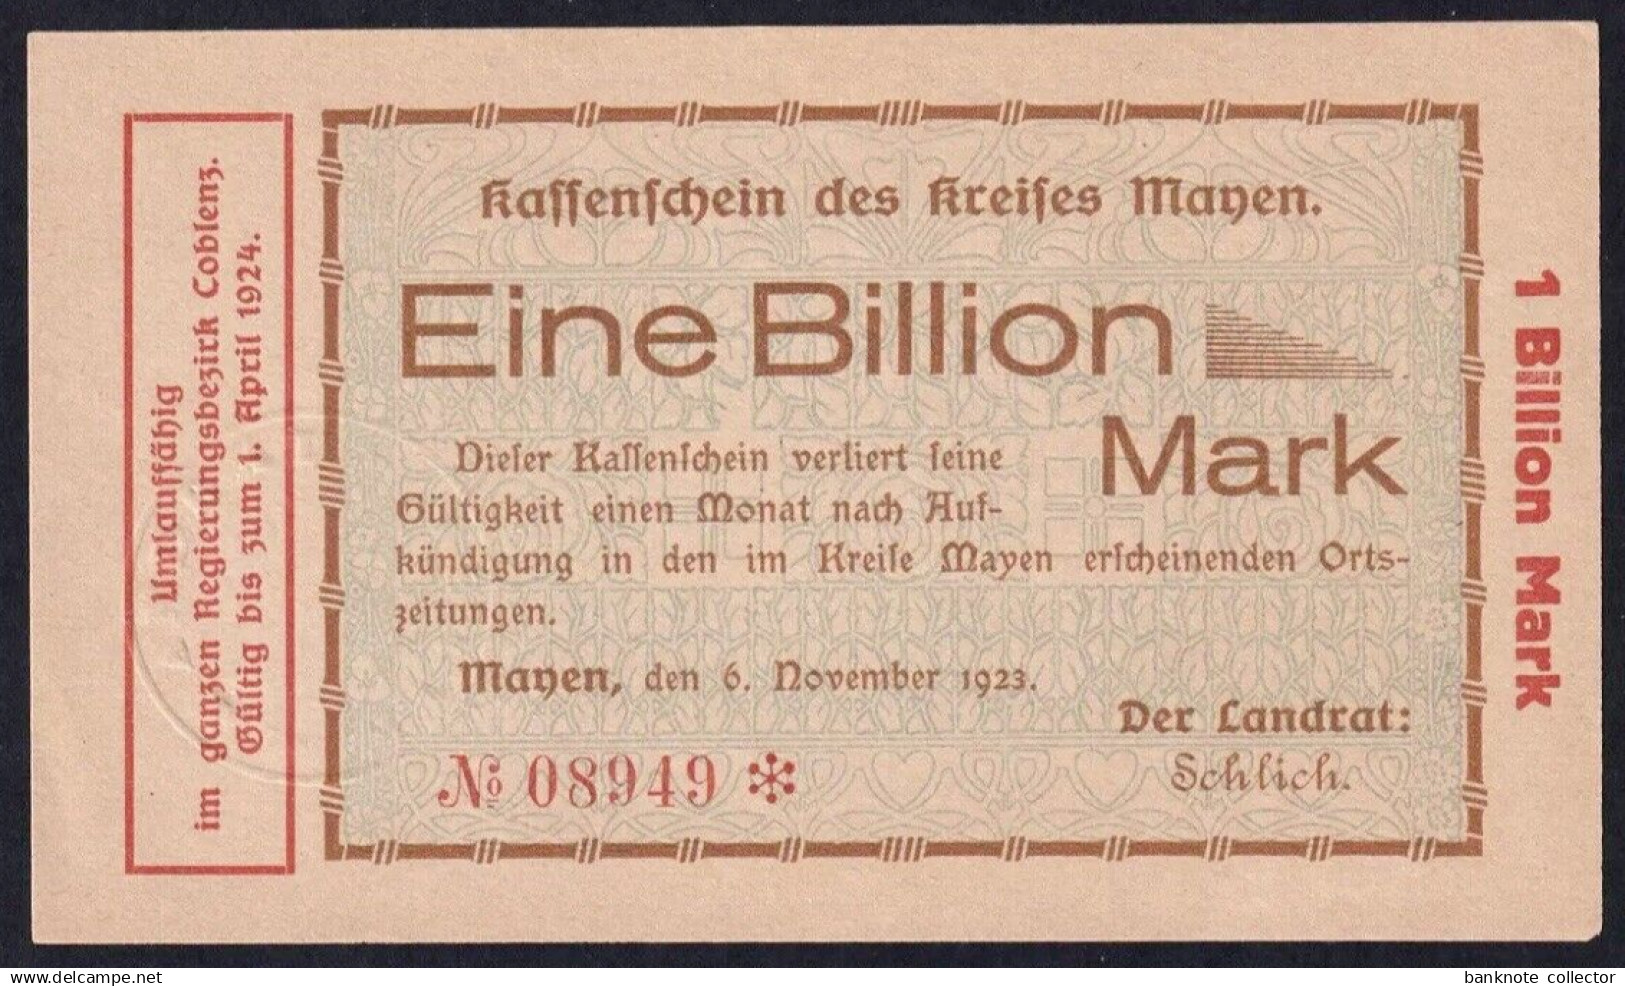 Umlauffähig
im ganzen Regierungsbezirk Coblenz.
Gültig bis zum 1. April 1924.
Kassenschein des Kreises Mayen.
Eine Billion
Mark
Dieser Kassenschein verliert seine
Gültigkeit einen Monat nach Auf-
kündigung in den im Kreise Mayen erscheinenden Orts-
zeitungen.
Mayen, den 6. November 1923.
Der Landrat:
Schlich.
№ 08949
1 Billion Mark
www.delcampe.net
banknote collector